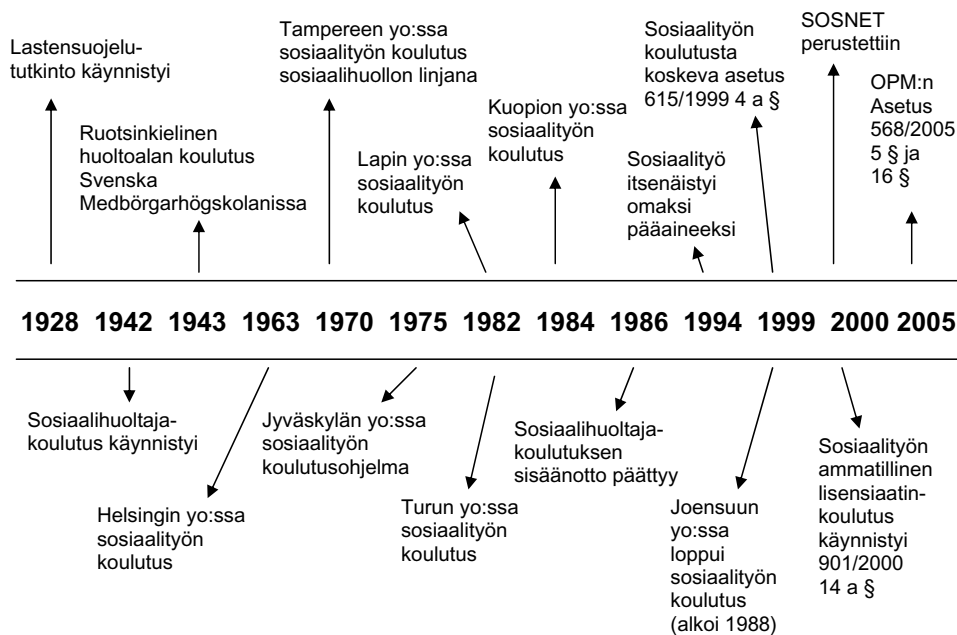 Lastensuojelu-
tutkinto käynnistyi
Ruotsinkielinen
huoltoalan koulutus
Svenska
Medbörgarhögskolanissa
Tampereen yo:ssa
sosiaalityön koulutus
sosiaalihuollon linjana
Lapin yo:ssa
sosiaalityön
koulutus
Kuopion yo:ssa
sosiaalityön
koulutus
Sosiaalityön
koulutusta
koskeva asetus
615/1999 4 a §
Sosiaalityö
itsenäistyi
omaksi
pääaineeksi
SOSNET
perustettiin
OPM:n
Asetus
568/2005
5 § ja
16 §
1928 1942 1943 1963 1970 1975 1982 1984 1986 1994 1999 2000 2005
Sosiaalihuoltaja-
koulutus käynnistyi
Helsingin yo:ssa
sosiaalityön
koulutus
Jyväskylän yo:ssa
sosiaalityön
koulutusohjelma
Turun yo:ssa
sosiaalityön
koulutus
Sosiaalihuoltaja-
koulutuksen
sisäänotto päättyy
Joensuun
yo:ssa
loppui
sosiaalityön
koulutus
(alkoi 1988)
Sosiaalityön
ammatillinen
lisensiaatin-
koulutus
käynnistyi
901/2000
14 a §